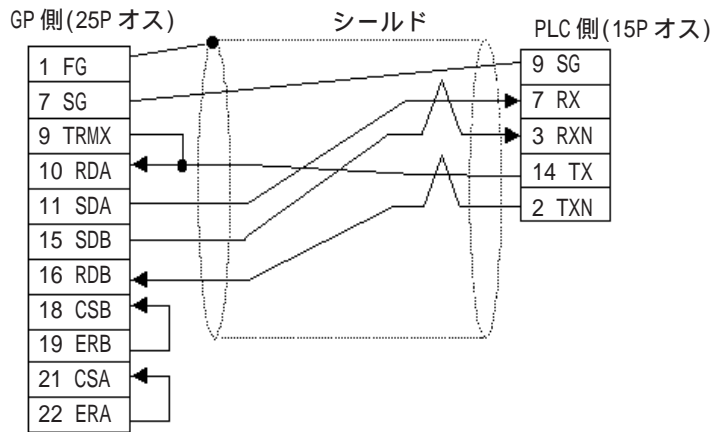 GP 側(25P オス)
シールド
PLC 側(15P オス)
1 FG
7 SG
9 TRMX
10 RDA
11 SDA
15 SDB
16 RDB
18 CSB
19 ERB
21 CSA
22 ERA
9 SG
7 RX
3 RXN
14 TX
2 TXN